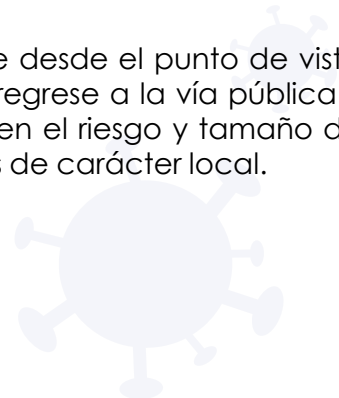 e desde el punto de vist
regrese a la vía pública
en el riesgo y tamaño d
s de carácter local.